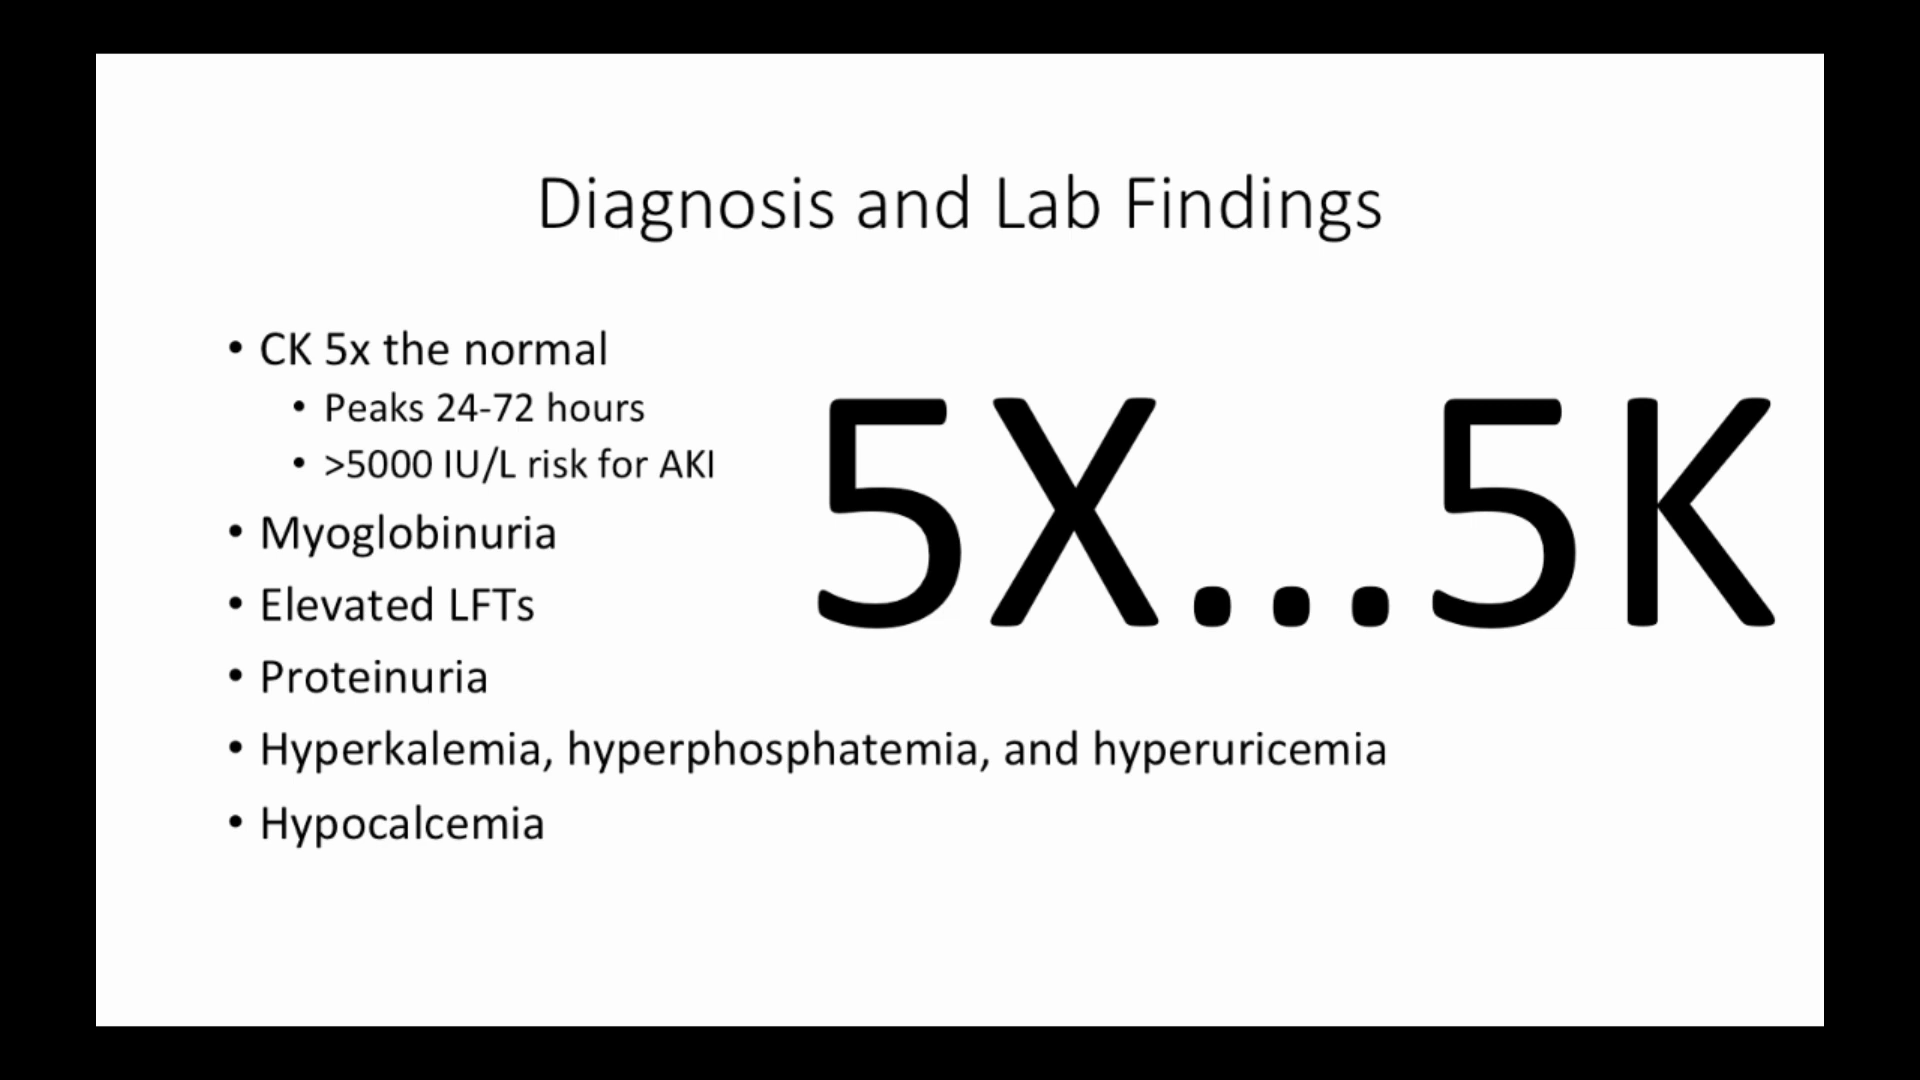 Diagnosis and Lab Findings
• CK 5x the normal
• Peaks 24-72 hours
• >5000 IU/L risk for AKI
• Myoglobinuria
• Elevated LFTs
• Proteinuria
• Hyperkalemia, hyperphosphatemia, and hyperuricemia
• Hypocalcemia
5X...5K